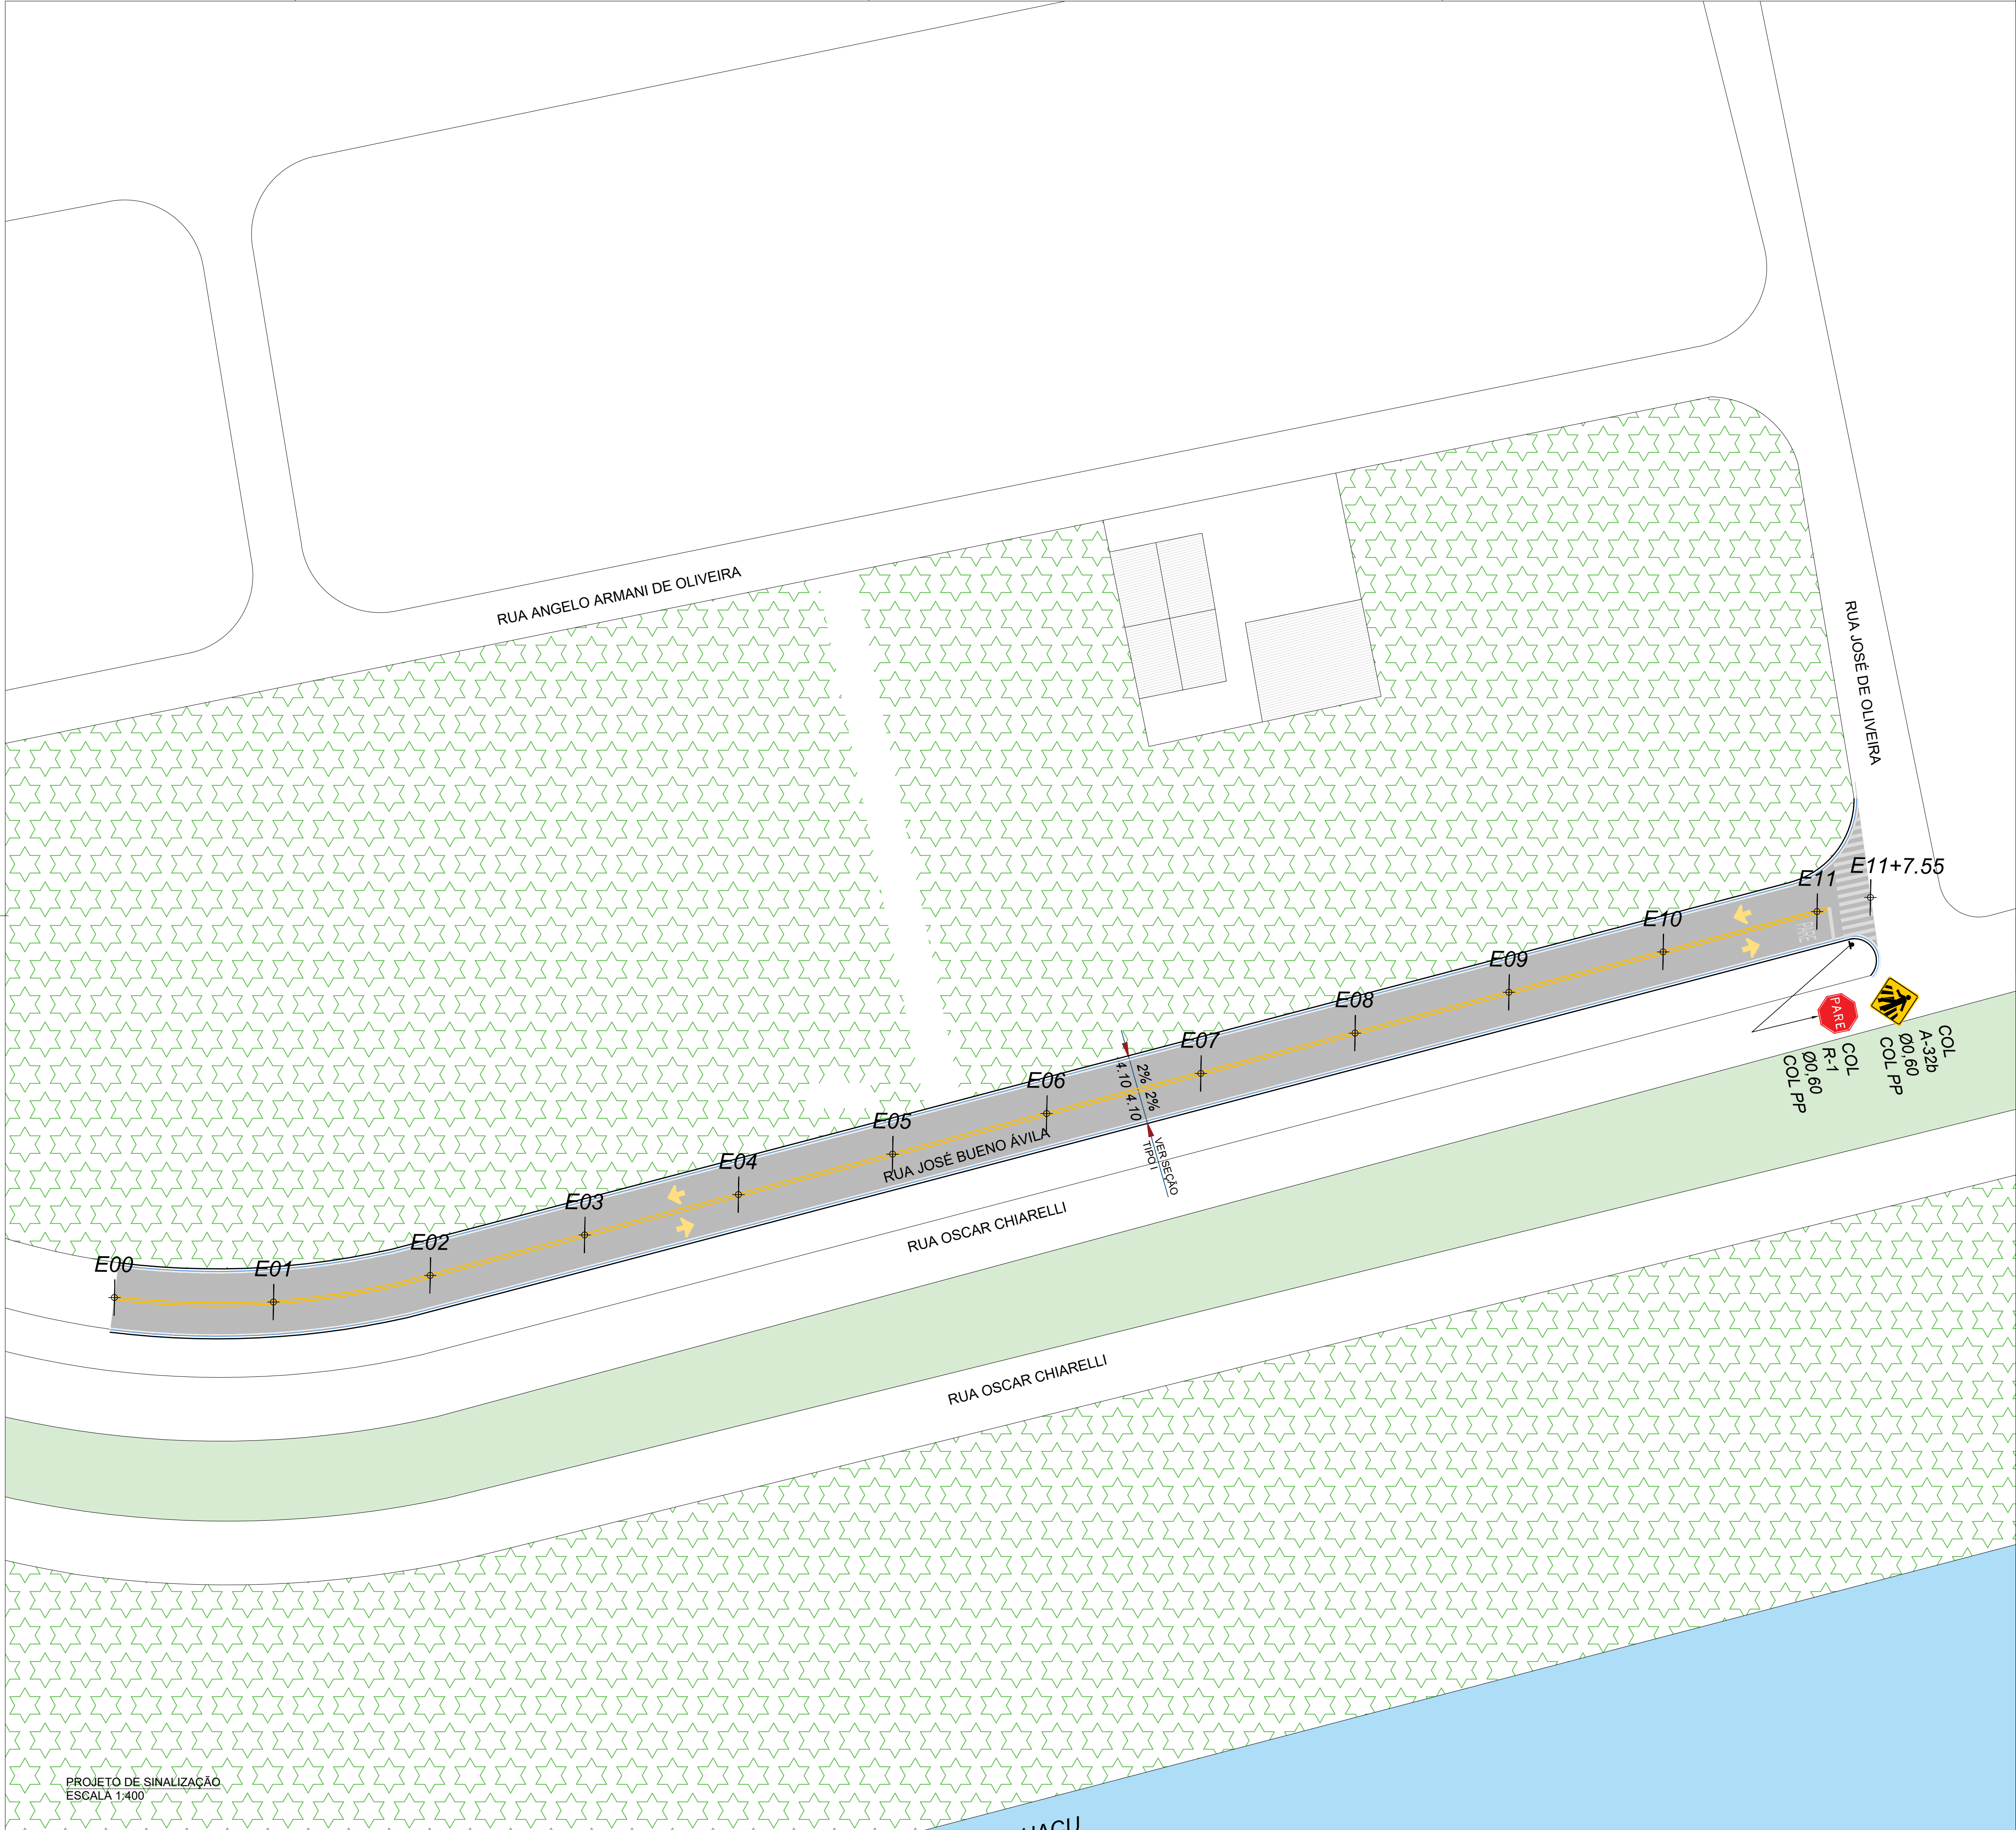 RUA ANGELO ARMANI DE OLIVEIRA
RUA JOSÉ DE OLIVEIRA
E11+7.55
E11
E10
E09
E08
E07
E06
E05
E04
E03
E02
E01
E00
PARE
2% 2%
4.10 4.10
VER SEÇÃO
TIPO I
RUA JOSÉ BUENO ÁVILA
PARE
COL
R-1
Ø0,60
COL PP
COL
A-32b
Ø0,60
COL PP
RUA OSCAR CHIARELLI
RUA OSCAR CHIARELLI
PROJETO DE SINALIZAÇÃO
ESCALA 1:400